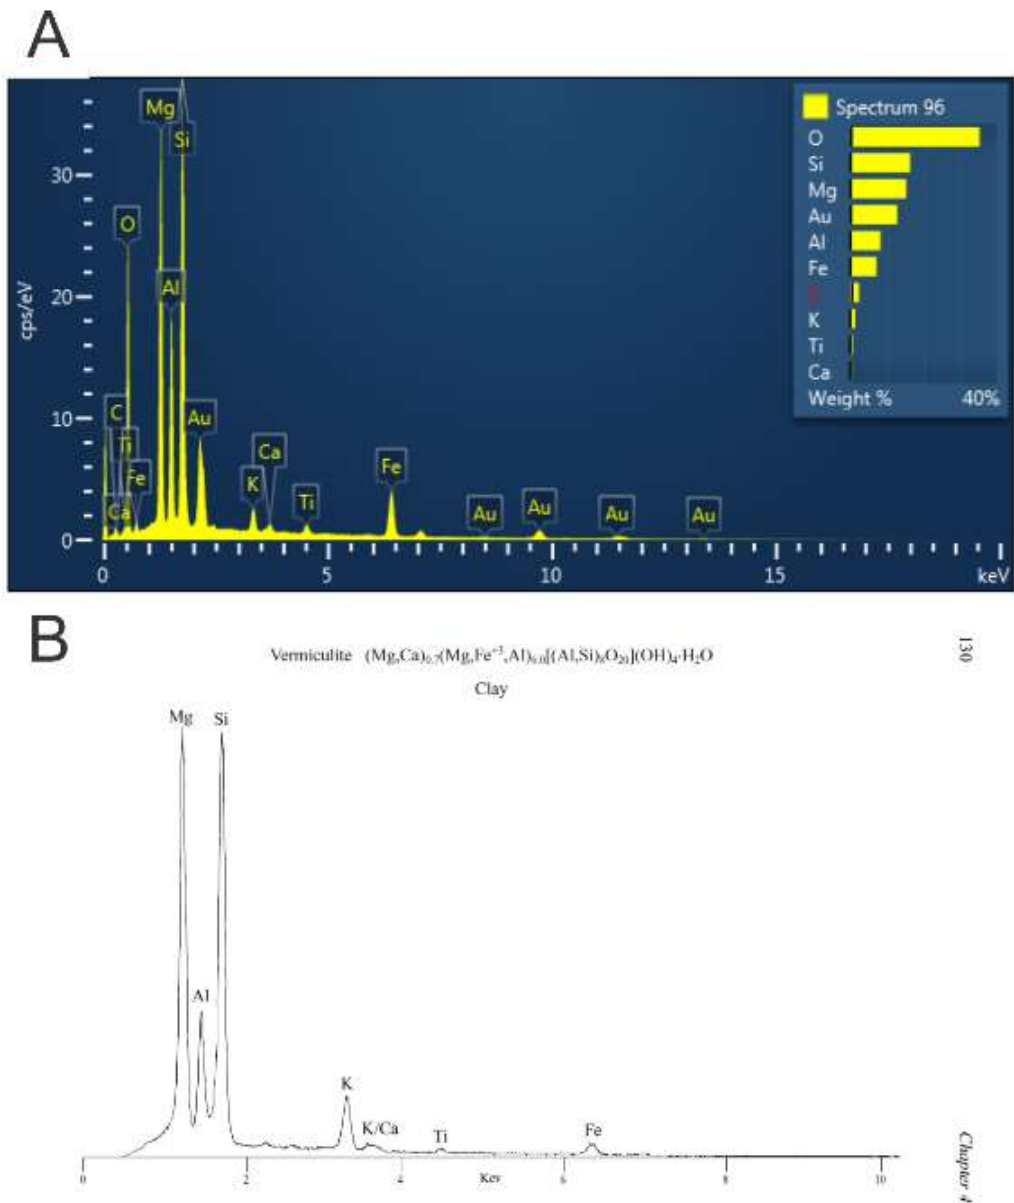 A
Mg
Si
O
Al
C
Ti
Fe
Ca
Au
K
Ca
Ti
Fe
Au
Au
Au
Au
cps/eV
30
20
10
0
0
5
10
15
keV
Spectrum 96
O
Si
Mg
Au
Al
Fe
K
Ti
Ca
Weight % 40%
B
Vermiculite (Mg,Ca)₀.₇(Mg,Fe⁺³,Al)₆.₀[(Al,Si)₈O₂₀](OH)₄·H₂O
130
Clay
Mg
Si
Al
K
K/Ca
Ti
Fe
0
2
4
Kev
6
8
10
Chapter 4